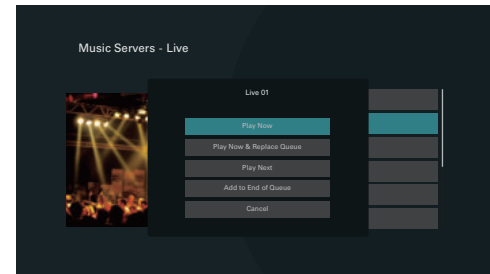 Music Servers - Live
Live 01
Play Now
Play Now & Replace Queue
Play Next
Add to End of Queue
Cancel